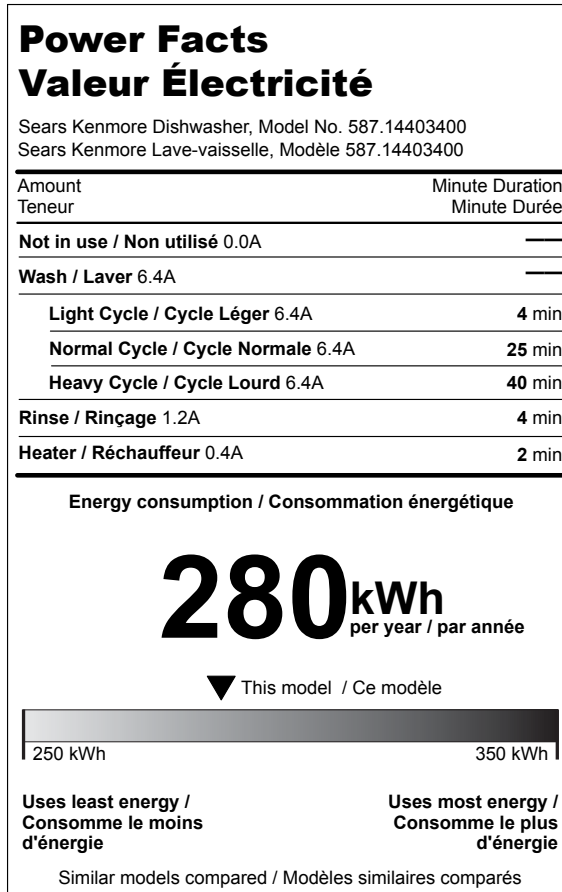 Power Facts
Valeur Électricité
Sears Kenmore Dishwasher, Model No. 587.14403400
Sears Kenmore Lave-vaisselle, Modèle 587.14403400
Amount Minute Duration
Teneur Minute Durée
Not in use / Non utilisé 0.0A ——
Wash / Laver 6.4A ——
Light Cycle / Cycle Léger 6.4A 4 min
Normal Cycle / Cycle Normale 6.4A 25 min
Heavy Cycle / Cycle Lourd 6.4A 40 min
Rinse / Rinçage 1.2A 4 min
Heater / Réchauffeur 0.4A 2 min
Energy consumption / Consommation énergétique
280 kWh
per year / par année
This model / Ce modèle
250 kWh 350 kWh
Uses least energy / Uses most energy /
Consomme le moins Consomme le plus
d'énergie d'énergie
Similar models compared / Modèles similaires comparés